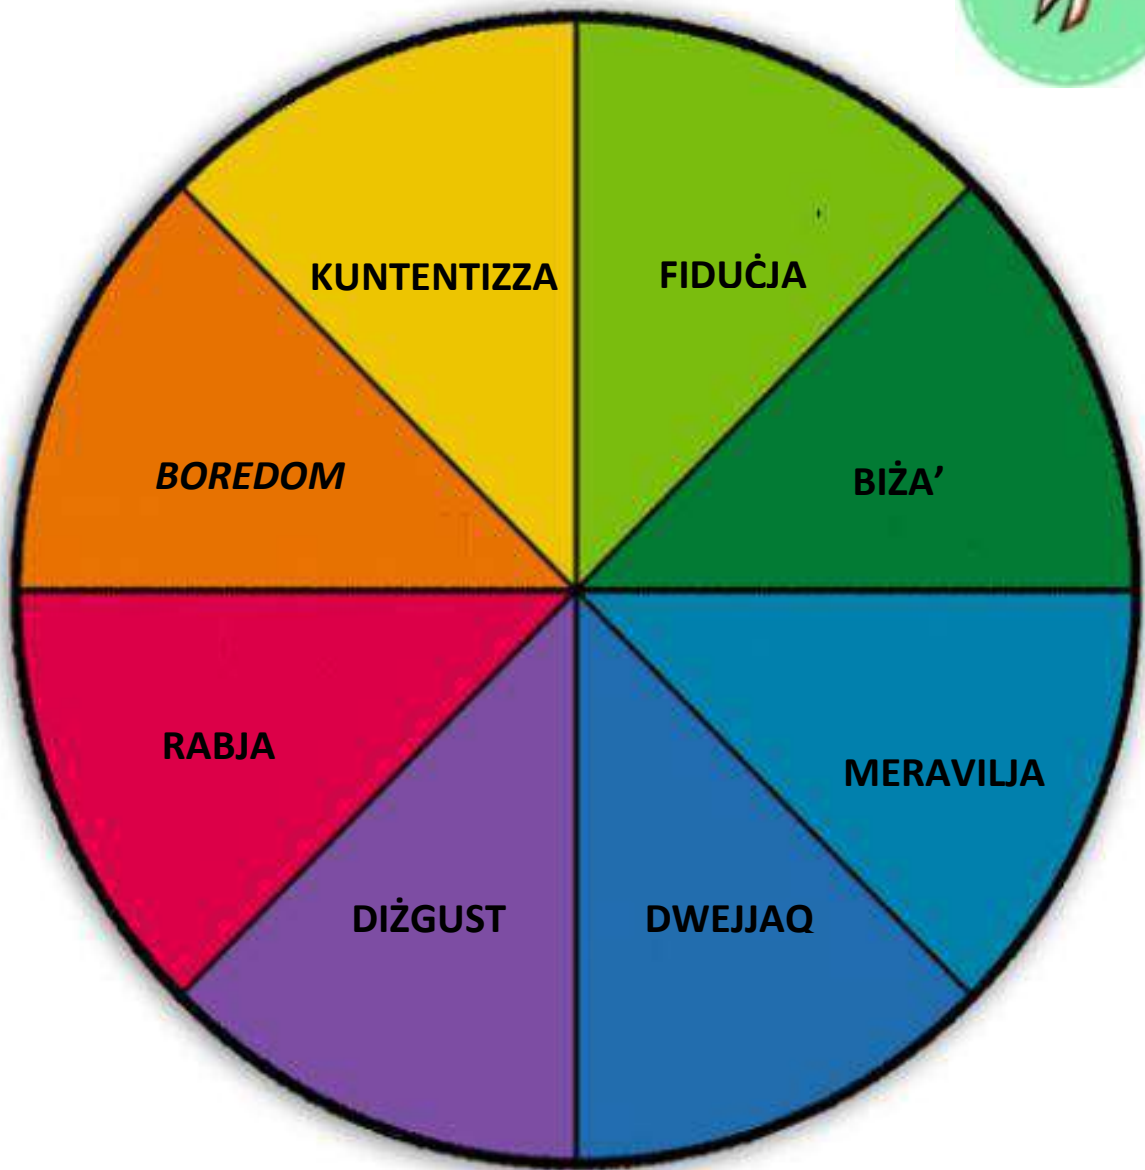 KUNTENTIZZA
FIDUĊJA
BOREDOM
BIŻA’
RABJA
MERAVILJA
DIŻGUST
DWEJJAQ